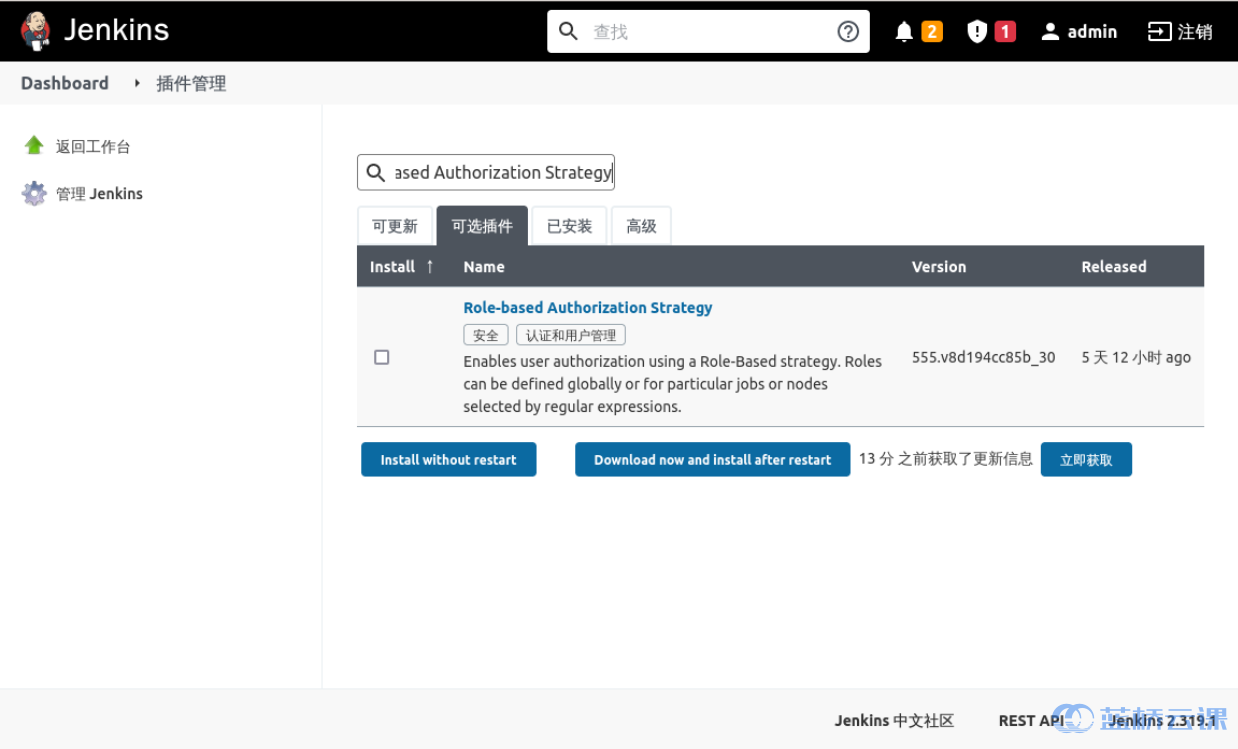 Jenkins
查找
2
1
admin
注销
Dashboard
插件管理
返回工作台
管理 Jenkins
ased Authorization Strategy
可更新
可选插件
已安装
高级
Install ↑ Name Version Released
Role-based Authorization Strategy
安全 认证和用户管理
Enables user authorization using a Role-Based strategy. Roles
can be defined globally or for particular jobs or nodes
selected by regular expressions.
555.v8d194cc85b_30
5 天 12 小时 ago
Install without restart
Download now and install after restart
13 分 之前获取了更新信息
立即获取
Jenkins 中文社区
REST API
Jenkins 2.319.1
蓝桥云课